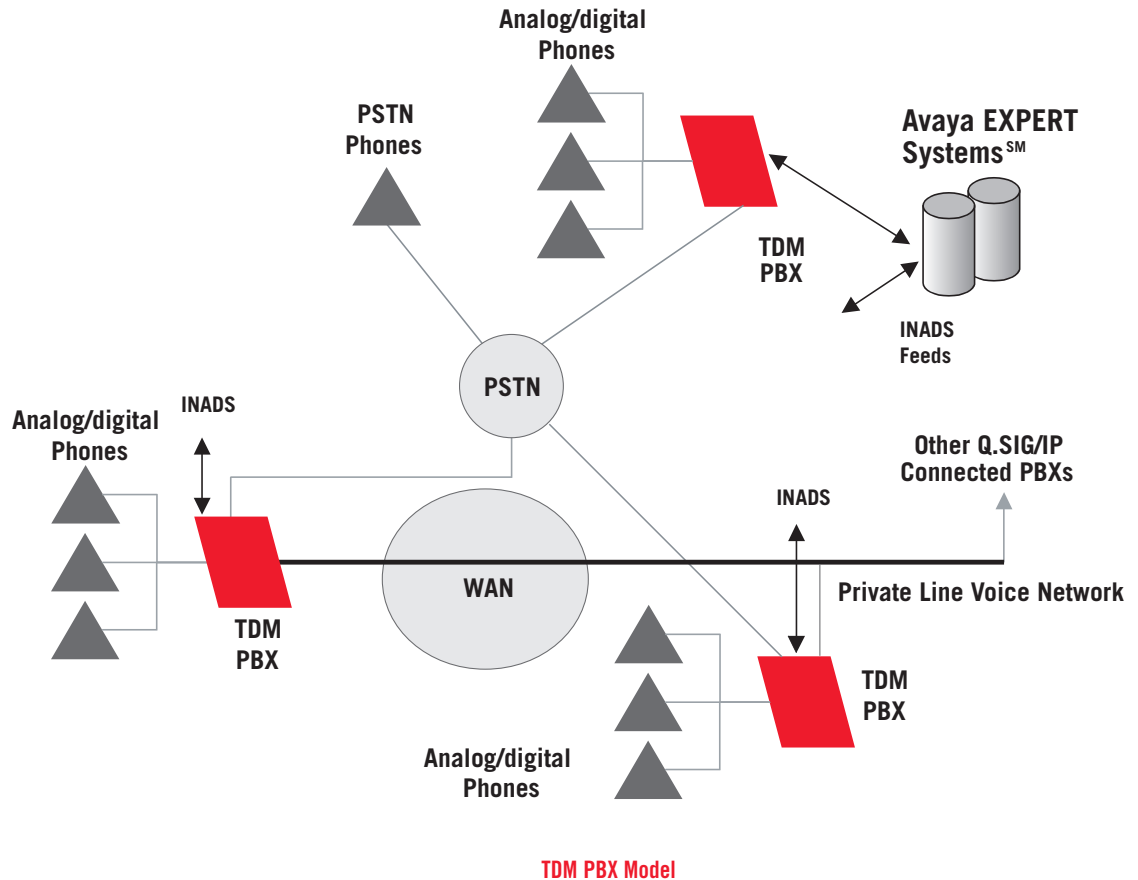 Analog/digital
Phones
PSTN
Phones
Avaya EXPERT
Systems℠
TDM
PBX
INADS
Feeds
PSTN
INADS
Analog/digital
Phones
Other Q.SIG/IP
Connected PBXs
INADS
WAN
Private Line Voice Network
TDM
PBX
TDM
PBX
Analog/digital
Phones
TDM PBX Model